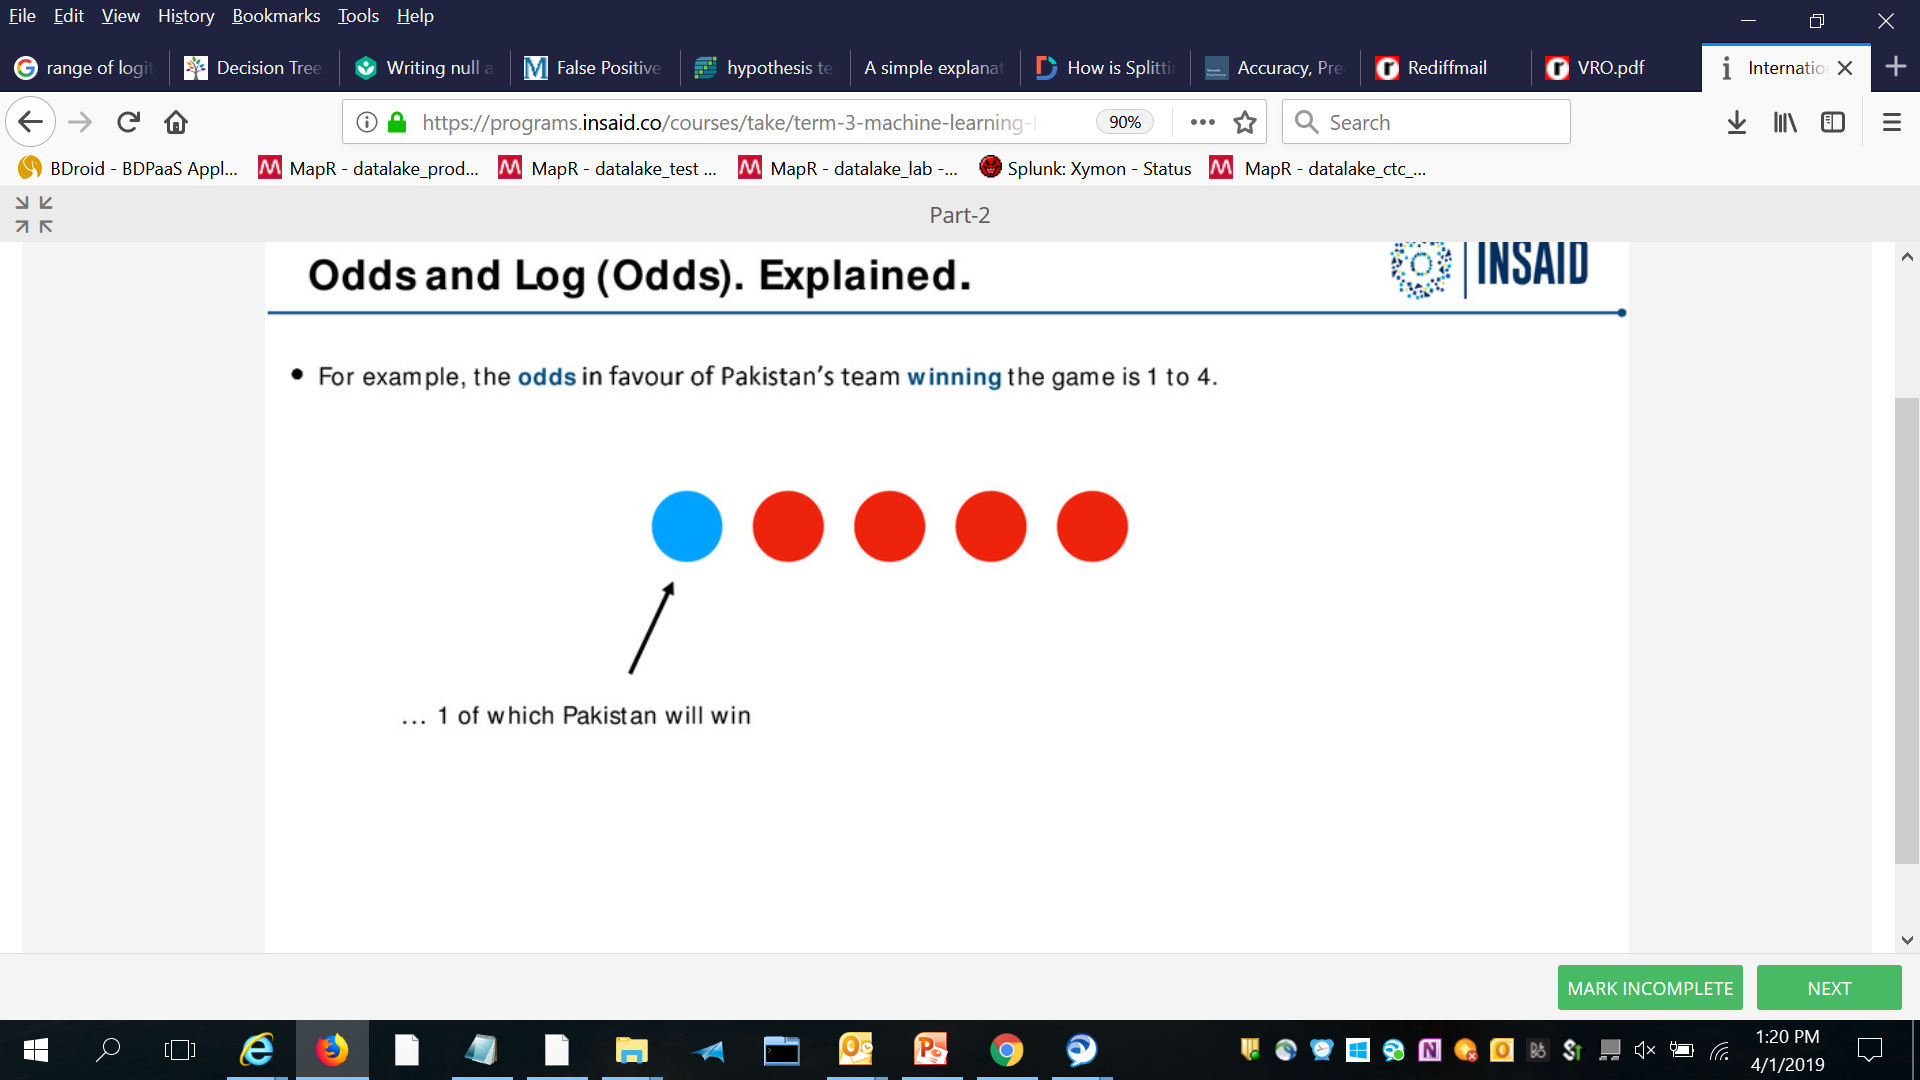 File Edit View History Bookmarks Tools Help
range of logit Decision Tree Writing null a False Positive hypothesis te A simple explanat How is Splitti Accuracy, Pre Rediffmail VRO.pdf Internatio
https://programs.insaid.co/courses/take/term-3-machine-learning-l 90% Search
BDroid - BDPaaS Appl... MapR - datalake_prod... MapR - datalake_test ... MapR - datalake_lab -... Splunk: Xymon - Status MapR - datalake_ctc_...
Part-2
Odds and Log (Odds). Explained.
INSAID
• For example, the odds in favour of Pakistan's team winning the game is 1 to 4.
... 1 of which Pakistan will win
MARK INCOMPLETE NEXT
1:20 PM
4/1/2019